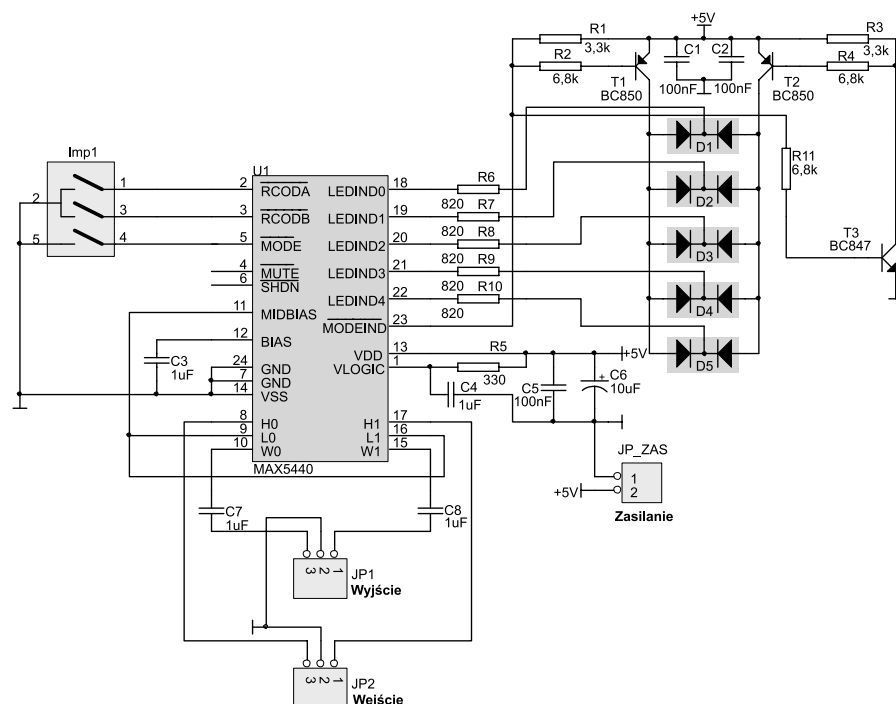 +5V
R1
3,3k
R2
6,8k
C1
C2
100nF
100nF
T1
BC850
T2
BC850
R3
3,3k
R4
6,8k
Imp1
2
5
1
3
4
U1
2
3
5
4
6
11
12
24
7
14
8
9
10
RCODA
RCODB
MODE
MUTE
SHDN
MIDBIAS
BIAS
GND
GND
VSS
H0
L0
W0
LEDIND0
LEDIND1
LEDIND2
LEDIND3
LEDIND4
MODEIND
VDD
VLOGIC
H1
L1
W1
18
19
20
21
22
23
13
1
17
16
15
MAX5440
R6
820
R7
820
R8
820
R9
820
R10
820
D1
D2
D3
D4
D5
R11
6,8k
T3
BC847
R5
330
+5V
C3
1uF
C4
1uF
C5
100nF
+
C6
10uF
JP_ZAS
1
2
+5V
Zasilanie
C7
1uF
C8
1uF
3 2 1
JP1
Wyjście
3 2 1
JP2
Wejście